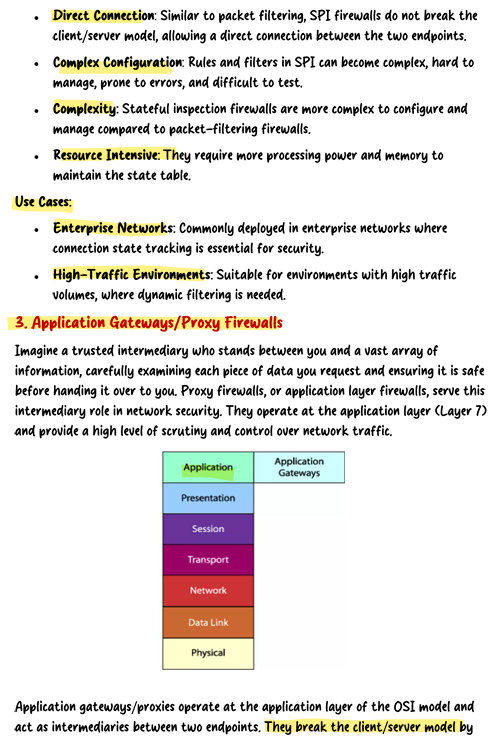 • Direct Connection: Similar to packet filtering, SPI firewalls do not break the
client/server model, allowing a direct connection between the two endpoints.
• Complex Configuration: Rules and filters in SPI can become complex, hard to
manage, prone to errors, and difficult to test.
• Complexity: Stateful inspection firewalls are more complex to configure and
manage compared to packet-filtering firewalls.
• Resource Intensive: They require more processing power and memory to
maintain the state table.
Use Cases:
• Enterprise Networks: Commonly deployed in enterprise networks where
connection state tracking is essential for security.
• High-Traffic Environments: Suitable for environments with high traffic
volumes, where dynamic filtering is needed.
3. Application Gateways/Proxy Firewalls
Imagine a trusted intermediary who stands between you and a vast array of
information, carefully examining each piece of data you request and ensuring it is safe
before handing it over to you. Proxy firewalls, or application layer firewalls, serve this
intermediary role in network security. They operate at the application layer (Layer 7)
and provide a high level of scrutiny and control over network traffic.
Application
Application
Gateways
Presentation
Session
Transport
Network
Data Link
Physical
Application gateways/proxies operate at the application layer of the OSI model and
act as intermediaries between two endpoints. They break the client/server model by